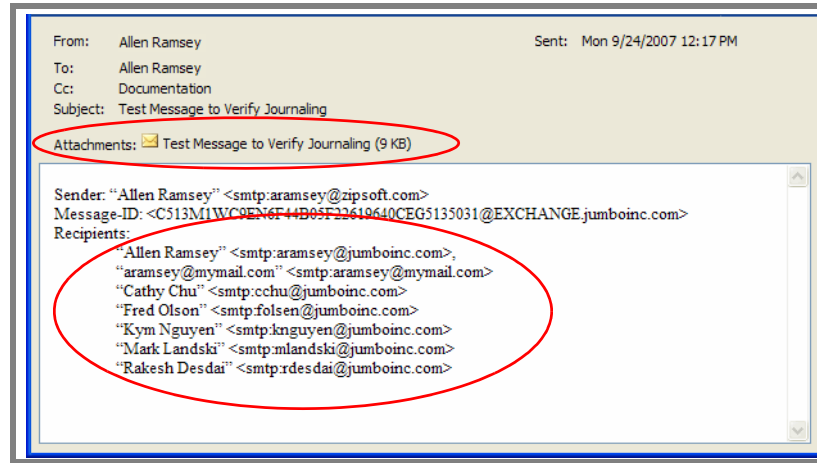 From: Allen Ramsey Sent: Mon 9/24/2007 12:17 PM
To: Allen Ramsey
Cc: Documentation
Subject: Test Message to Verify Journaling
Attachments: Test Message to Verify Journaling (9 KB)
Sender: “Allen Ramsey” <smtp:aramsey@zipsoft.com>
Message-ID: <C513M1WC9EN6F44B05F22619640CEG5135031@EXCHANGE.jumboinc.com>
Recipients:
“Allen Ramsey” <smtp:aramsey@jumboinc.com>,
“aramsey@mymail.com” <smtp:aramsey@mymail.com>
“Cathy Chu” <smtp:cchu@jumboinc.com>
“Fred Olson” <smtp:folsen@jumboinc.com>
“Kym Nguyen” <smtp:knguyen@jumboinc.com>
“Mark Landski” <smtp:mlandski@jumboinc.com>
“Rakesh Desdai” <smtp:rdesdai@jumboinc.com>